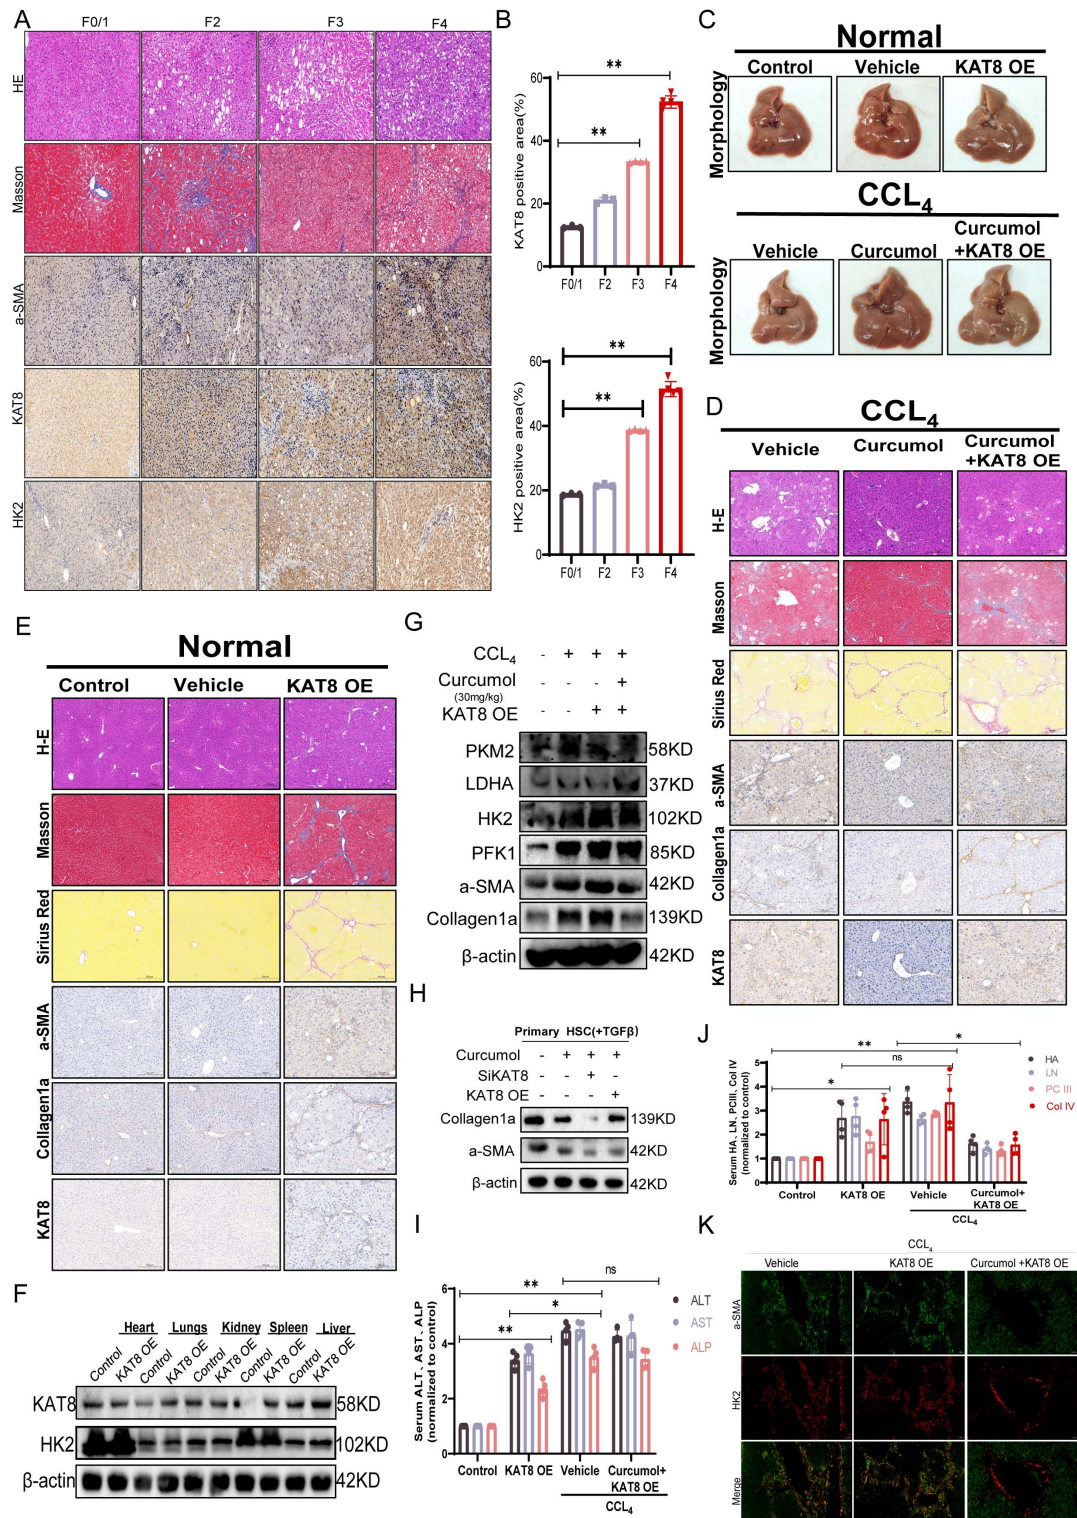 A
F0/1 F2 F3 F4
HE
Masson
a-SMA
KAT8
HK2
B
KAT8 positive area(%)
60
40
20
0
**
**
F0/1 F2 F3 F4
HK2 positive area(%)
60
40
20
0
**
**
F0/1 F2 F3 F4
C
Normal
Control Vehicle KAT8 OE
Morphology
CCL4
Vehicle Curcumol Curcumol
+KAT8 OE
Morphology
D
CCL4
Vehicle Curcumol Curcumol
+KAT8 OE
H-E
Masson
Sirius Red
a-SMA
Collagen1a
KAT8
E
Normal
Control Vehicle KAT8 OE
H-E
Masson
Sirius Red
a-SMA
Collagen1a
KAT8
F
Heart Lungs Kidney Spleen Liver
Control KAT8 OE Control KAT8 OE Control KAT8 OE Control KAT8 OE Control KAT8 OE
KAT8 58KD
HK2 102KD
β-actin 42KD
G
CCL4 - + + +
Curcumol - - - +
(30mg/kg)
KAT8 OE - - + +
PKM2 58KD
LDHA 37KD
HK2 102KD
PFK1 85KD
a-SMA 42KD
Collagen1a 139KD
β-actin 42KD
H
Primary HSC(+TGFβ)
Curcumol - + + +
SiKAT8 - - + -
KAT8 OE - - - +
Collagen1a 139KD
a-SMA 42KD
β-actin 42KD
I
Serum ALT、AST、ALP
(normalized to control)
6
4
2
0
**
**
*
ns
ALT
AST
ALP
Control KAT8 OE Vehicle Curcumol+
KAT8 OE
CCL4
J
Serum HA、LN、PCIII、Col IV
(normalized to control)
5
4
3
2
1
0
**
*
ns
*
HA
LN
PC III
Col IV
Control KAT8 OE Vehicle Curcumol+
KAT8 OE
CCL4
K
CCL4
Vehicle KAT8 OE Curcumol +KAT8 OE
a-SMA
HK2
Merge